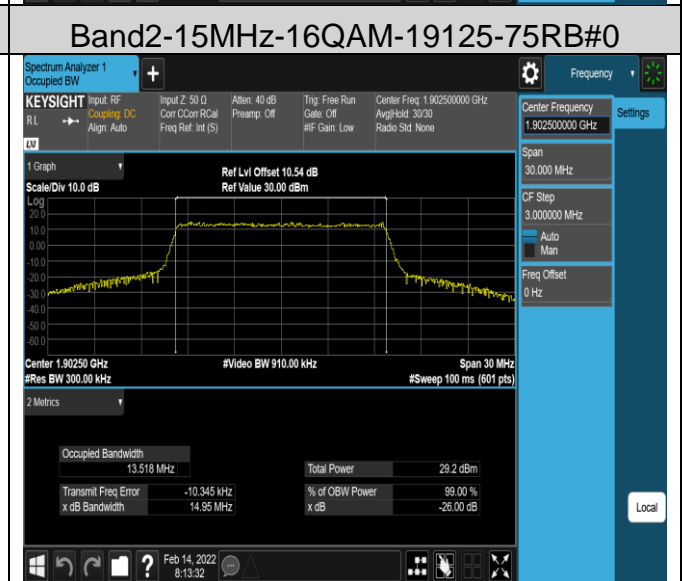 Band2-15MHz-16QAM-19125-75RB#0
Spectrum Analyzer 1
Occupied BW
+
Frequency
KEYSIGHT
RL
LXI
Input: RF
Coupling: DC
Align: Auto
Input Z: 50 Ω
Corr CCorr RCal
Freq Ref: Int (S)
Atten: 40 dB
Preamp: Off
Trig: Free Run
Gate: Off
#IF Gain: Low
Center Freq: 1.902500000 GHz
Avg|Hold: 30/30
Radio Std: None
Center Frequency
1.902500000 GHz
Settings
Span
30.000 MHz
CF Step
3.000000 MHz
Auto
Man
Freq Offset
0 Hz
1 Graph
Scale/Div 10.0 dB
Ref Lvl Offset 10.54 dB
Ref Value 30.00 dBm
Log
20.0
10.0
0.00
-10.0
-20.0
-30.0
-40.0
-50.0
-60.0
Center 1.90250 GHz
#Video BW 910.00 kHz
Span 30 MHz
#Res BW 300.00 kHz
#Sweep 100 ms (601 pts)
2 Metrics
Occupied Bandwidth
13.518 MHz
Total Power 29.2 dBm
Transmit Freq Error -10.345 kHz
% of OBW Power 99.00 %
x dB Bandwidth 14.95 MHz
x dB -26.00 dB
Local
?
Feb 14, 2022
8:13:32